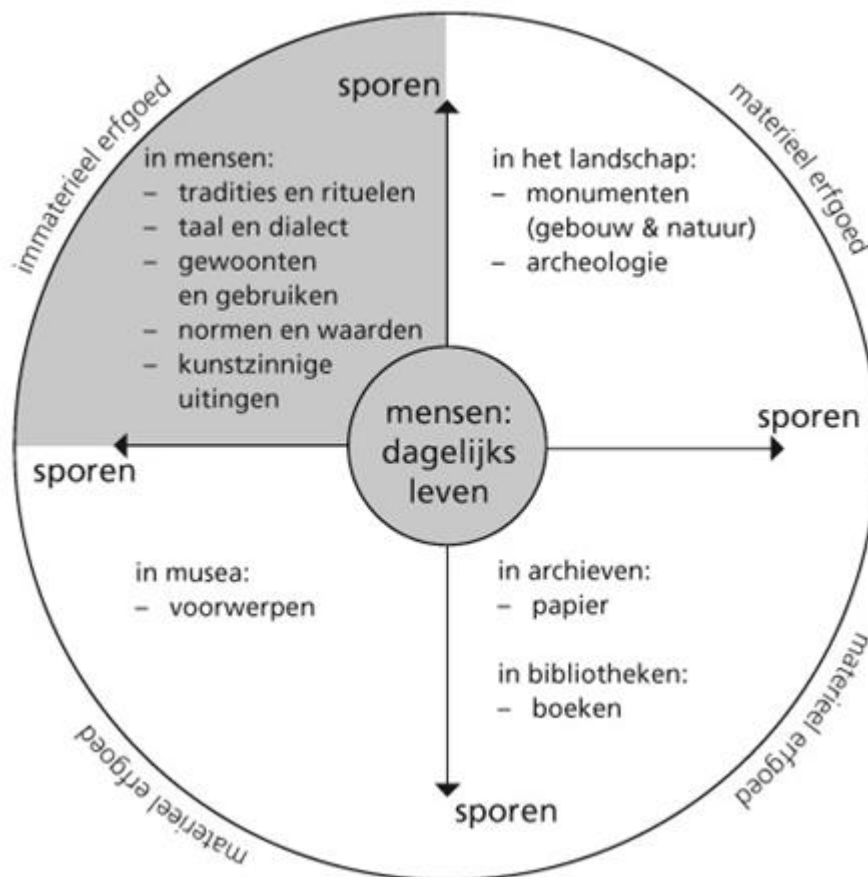 immaterieel erfgoed
sporen
in mensen:
– tradities en rituelen
– taal en dialect
– gewoonten
en gebruiken
– normen en waarden
– kunstzinnige
uitingen
materieel erfgoed
in het landschap:
– monumenten
(gebouw & natuur)
– archeologie
mensen:
dagelijks
leven
sporen
sporen
in musea:
– voorwerpen
materieel erfgoed
in archieven:
– papier
in bibliotheken:
– boeken
materieel erfgoed
sporen